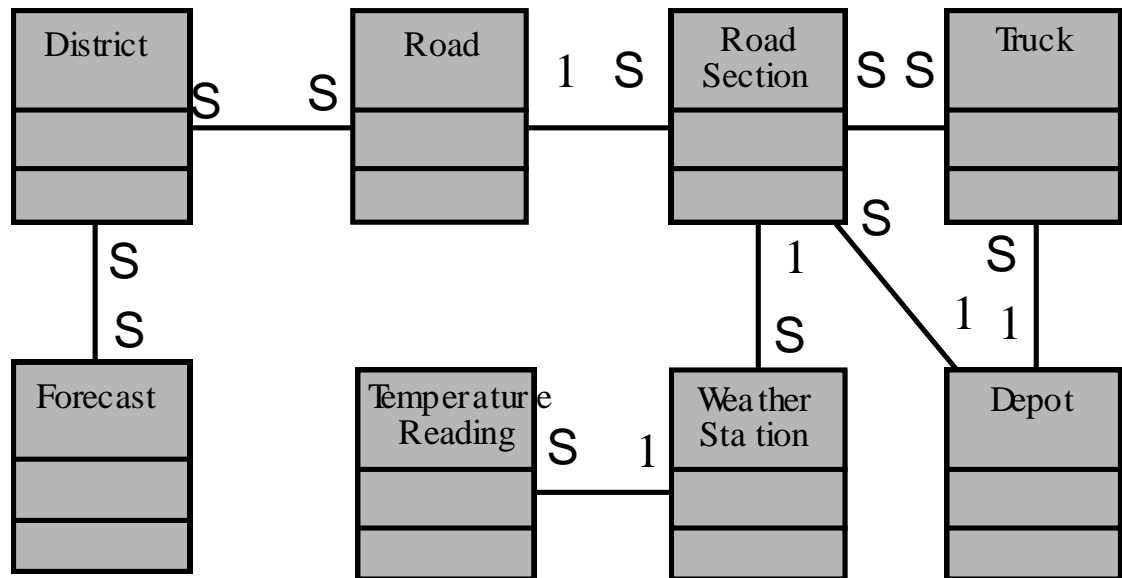 District
Road
Road
Section
Truck
S
S
1
S
S
S
S
S
1
S
S
1
1
S
S
Forecast
Temperature
Reading
Weather
Station
Depot
S
1